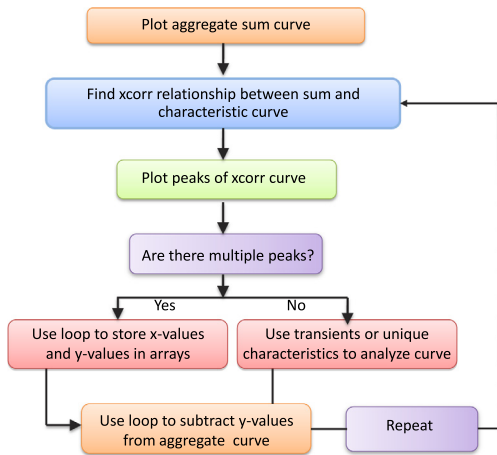 Plot aggregate sum curve
Find xcorr relationship between sum and
characteristic curve
Plot peaks of xcorr curve
Are there multiple peaks?
Yes
No
Use loop to store x-values
and y-values in arrays
Use transients or unique
characteristics to analyze curve
Use loop to subtract y-values
from aggregate curve
Repeat